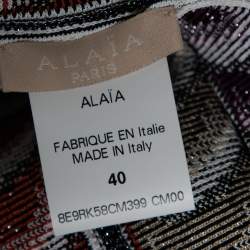 ALAÏA
PARIS
ALAÏA
FABRIQUE EN Italie
MADE IN Italy
40
8E9RK58CM399 CM00